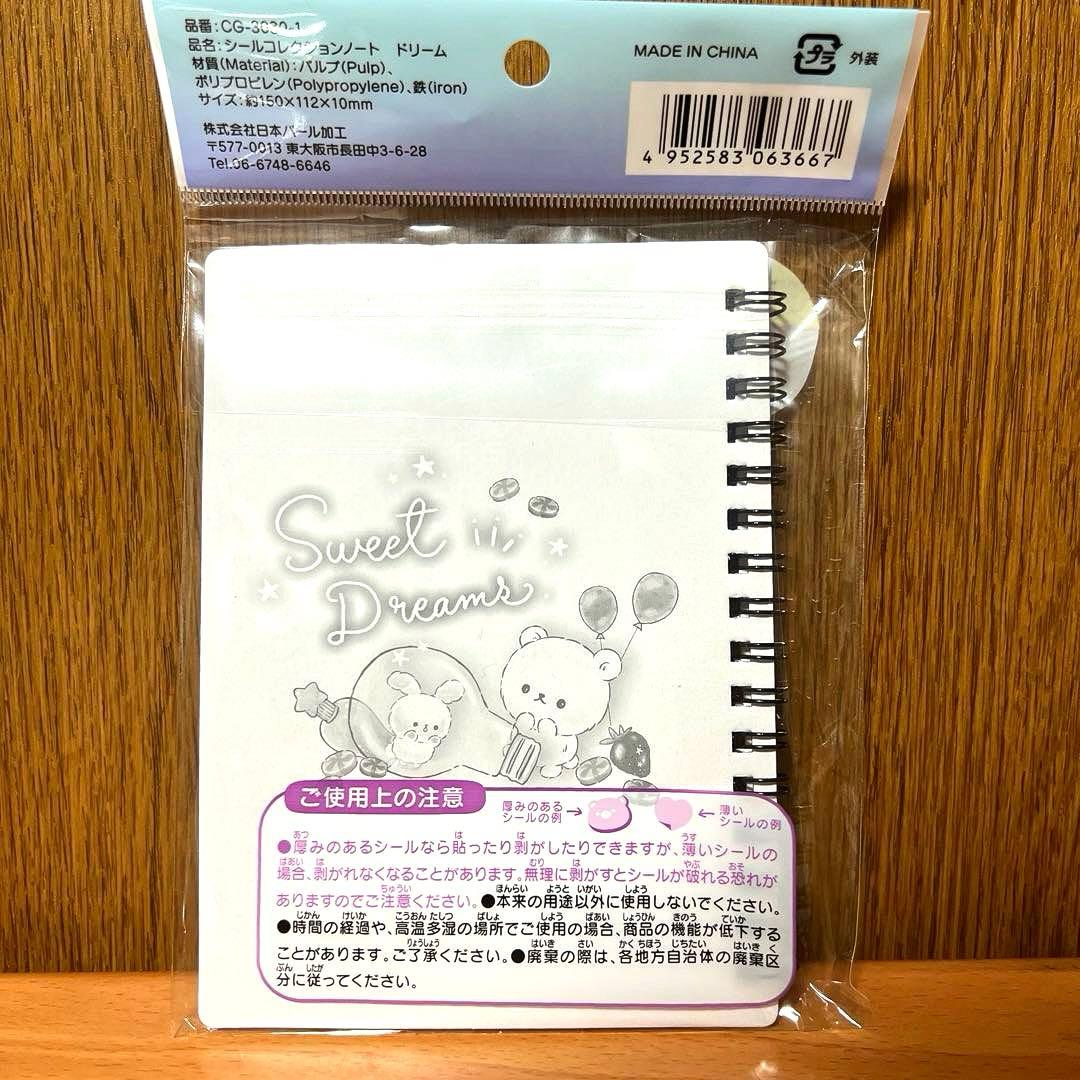 品番:CG-3030-1
品名:シールコレクションノート ドリーム
材質(Material):パルプ(Pulp)、
ポリプロピレン(Polypropylene)、鉄(iron)
サイズ:約150×112×10mm
株式会社日本パール加工
〒577-0013 東大阪市長田中3-6-28
Tel.06-6748-6646
MADE IN CHINA
プラ
外装
4 952583 063667
Sweet
Dreams
ご使用上の注意
厚みのある
シールの例
薄い
シールの例
●厚みのあるシールなら貼ったり剥がしたりできますが、薄いシールの
場合、剥がれなくなることがあります。無理に剥がすとシールが破れる恐れが
ありますのでご注意ください。●本来の用途以外に使用しないでください。
●時間の経過や、高温多湿の場所でご使用の場合、商品の機能が低下する
ことがあります。ご了承ください。●廃棄の際は、各地方自治体の廃棄区
分に従ってください。